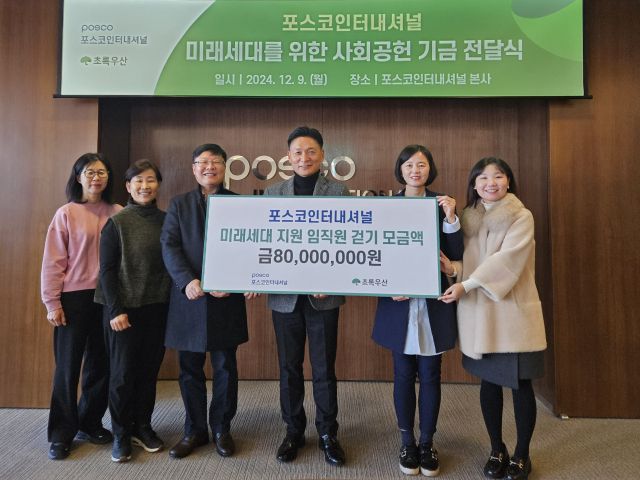 posco
포스코인터내셔널
초록우산
포스코인터내셔널
미래세대를 위한 사회공헌 기금 전달식
일시 | 2024. 12. 9. (월) 장소 | 포스코인터내셔널 본사
posco
포스코인터내셔널
미래세대 지원 임직원 걷기 모금액
금80,000,000원
posco
포스코인터내셔널
초록우산